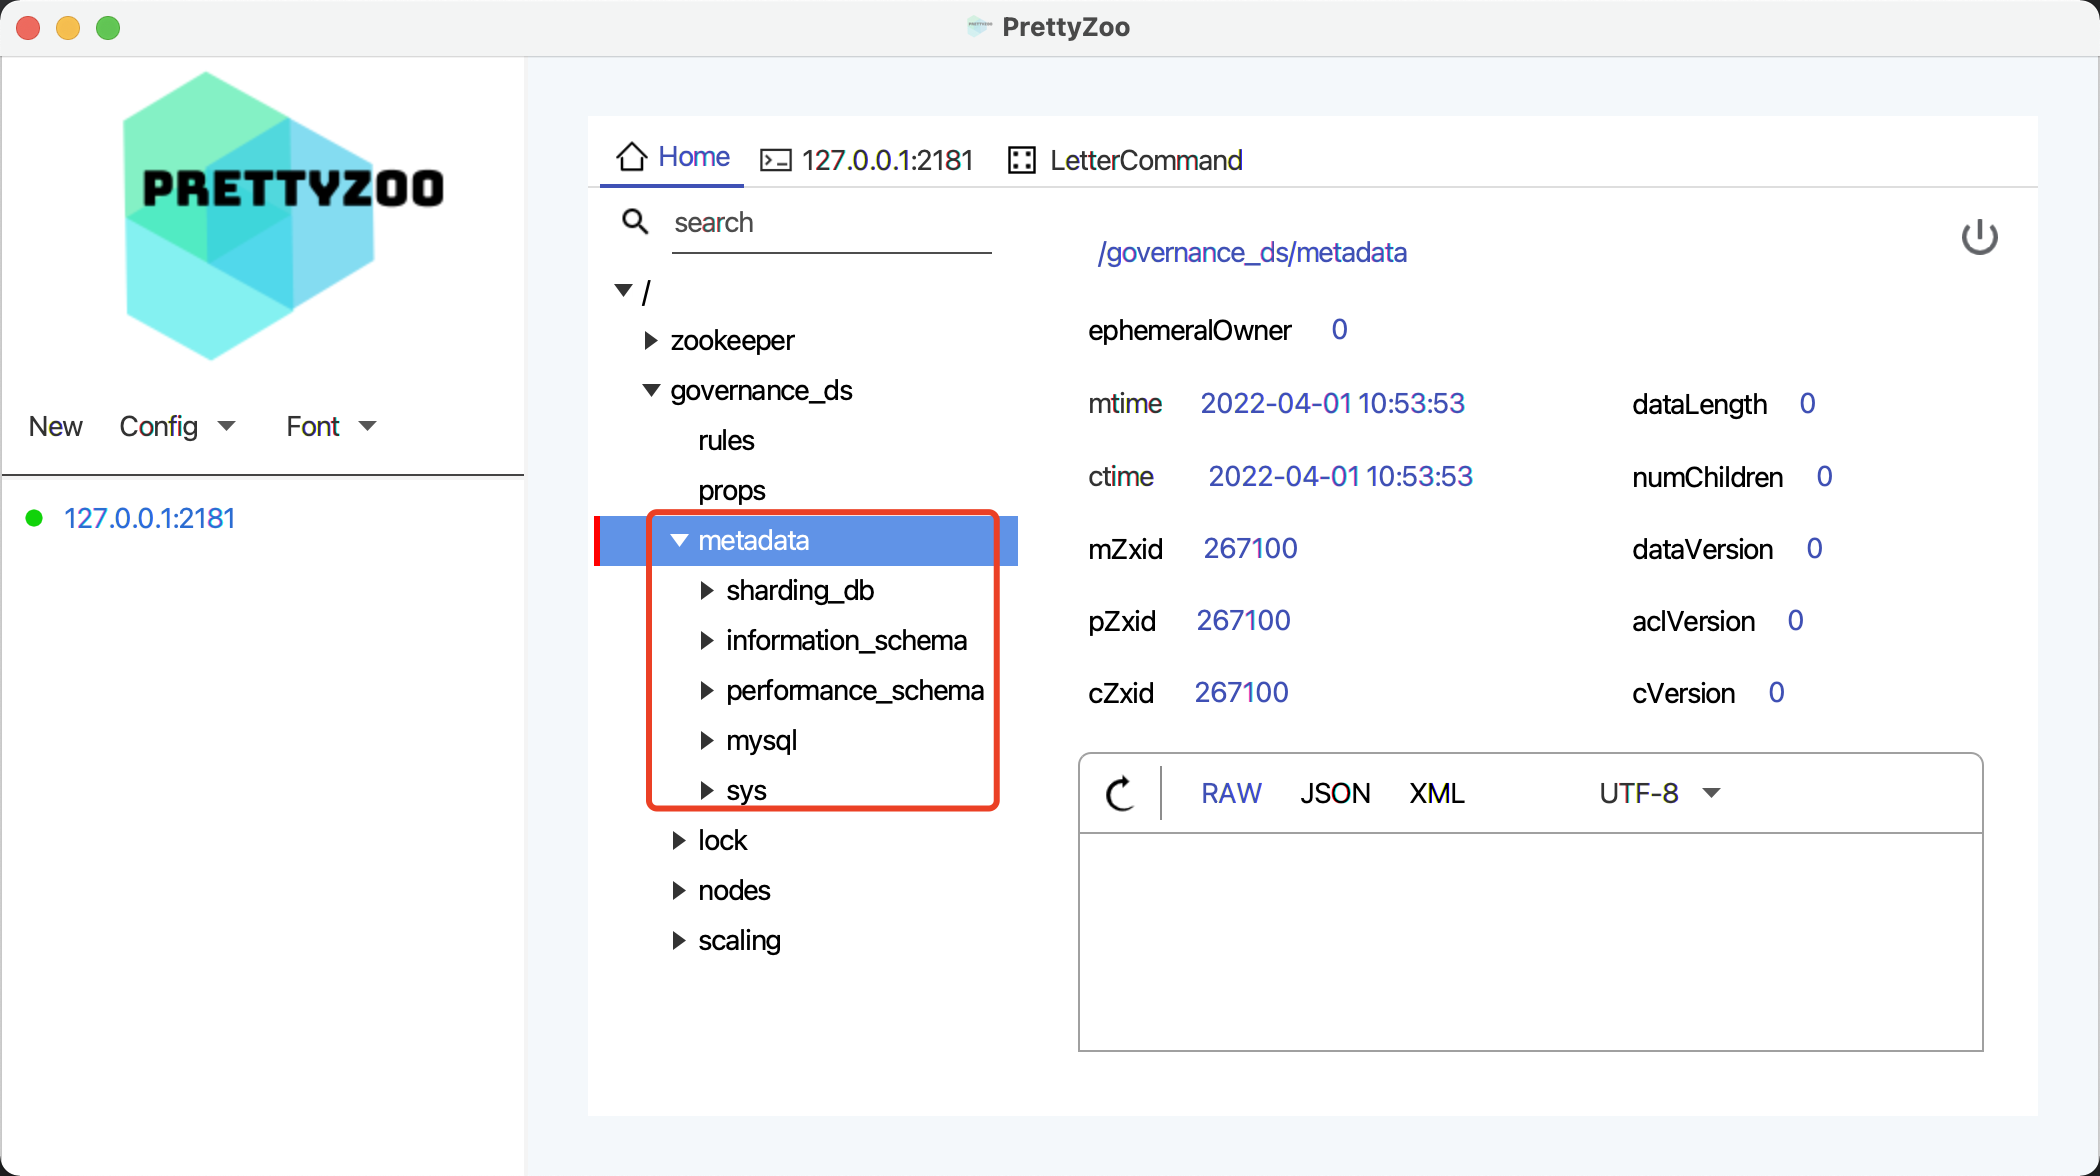 PrettyZoo
PRETTYZOO
New Config Font
127.0.0.1:2181
Home 127.0.0.1:2181 LetterCommand
search
/
zookeeper
governance_ds
rules
props
metadata
sharding_db
information_schema
performance_schema
mysql
sys
lock
nodes
scaling
/governance_ds/metadata
ephemeralOwner 0
mtime 2022-04-01 10:53:53 dataLength 0
ctime 2022-04-01 10:53:53 numChildren 0
mZxid 267100 dataVersion 0
pZxid 267100 aclVersion 0
cZxid 267100 cVersion 0
RAW JSON XML UTF-8